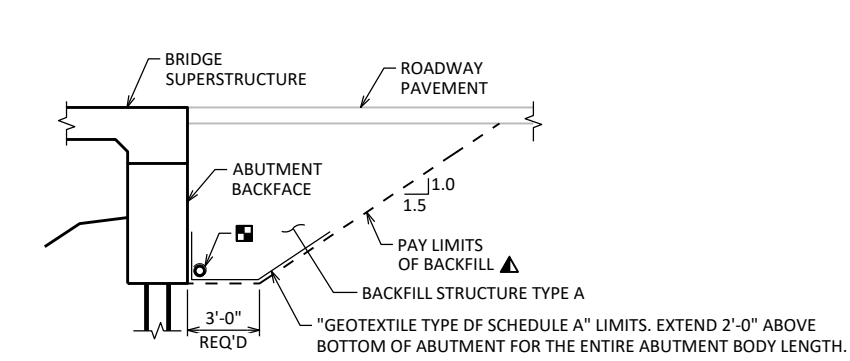 BRIDGE
SUPERSTRUCTURE
ROADWAY
PAVEMENT
ABUTMENT
BACKFACE
1.0
1.5
PAY LIMITS
OF BACKFILL
BACKFILL STRUCTURE TYPE A
3'-0"
REQ'D
"GEOTEXTILE TYPE DF SCHEDULE A" LIMITS. EXTEND 2'-0" ABOVE
BOTTOM OF ABUTMENT FOR THE ENTIRE ABUTMENT BODY LENGTH.